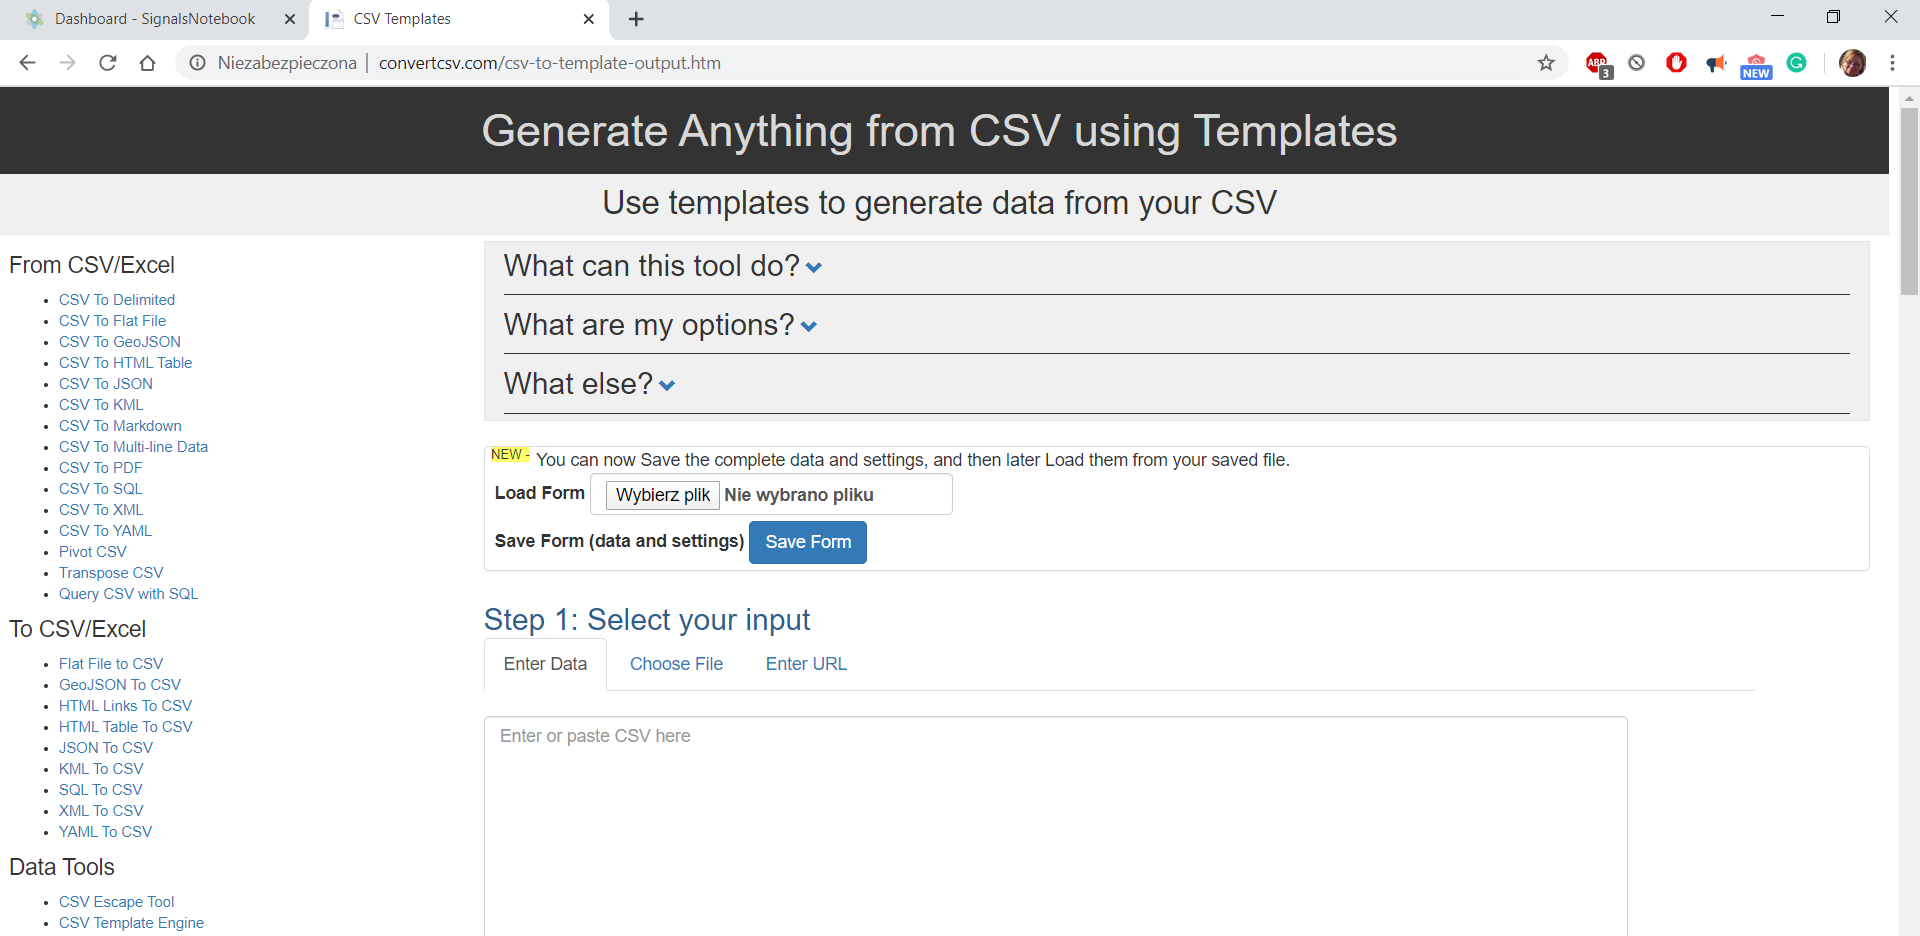 Dashboard - SignalsNotebook
CSV Templates
Niezabezpieczona | convertcsv.com/csv-to-template-output.htm
ABP
3
NEW
Generate Anything from CSV using Templates
Use templates to generate data from your CSV
From CSV/Excel
CSV To Delimited
CSV To Flat File
CSV To GeoJSON
CSV To HTML Table
CSV To JSON
CSV To KML
CSV To Markdown
CSV To Multi-line Data
CSV To PDF
CSV To SQL
CSV To XML
CSV To YAML
Pivot CSV
Transpose CSV
Query CSV with SQL
To CSV/Excel
Flat File to CSV
GeoJSON To CSV
HTML Links To CSV
HTML Table To CSV
JSON To CSV
KML To CSV
SQL To CSV
XML To CSV
YAML To CSV
Data Tools
CSV Escape Tool
CSV Template Engine
What can this tool do?
What are my options?
What else?
NEW - You can now Save the complete data and settings, and then later Load them from your saved file.
Load Form Wybierz plik Nie wybrano pliku
Save Form (data and settings) Save Form
Step 1: Select your input
Enter Data Choose File Enter URL
Enter or paste CSV here